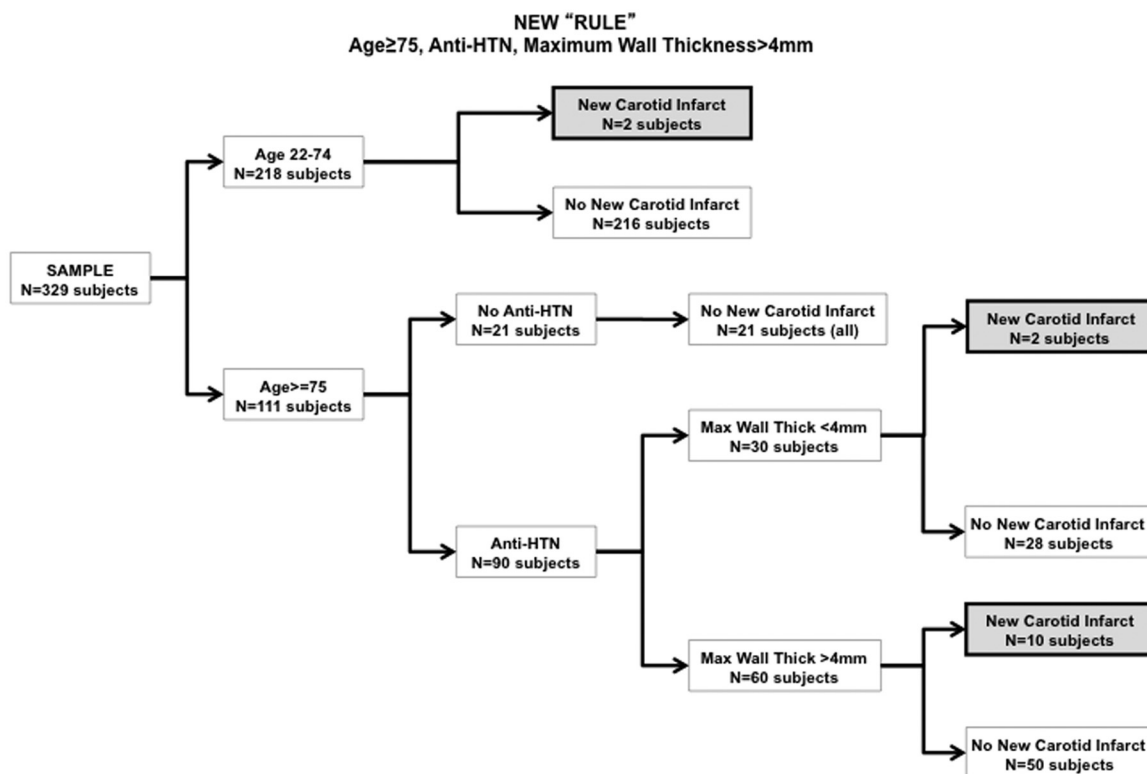 NEW “RULE”
Age≥75, Anti-HTN, Maximum Wall Thickness>4mm
New Carotid Infarct
N=2 subjects
Age 22-74
N=218 subjects
No New Carotid Infarct
N=216 subjects
SAMPLE
N=329 subjects
No Anti-HTN
N=21 subjects
No New Carotid Infarct
N=21 subjects (all)
New Carotid Infarct
N=2 subjects
Age>=75
N=111 subjects
Max Wall Thick <4mm
N=30 subjects
No New Carotid Infarct
N=28 subjects
Anti-HTN
N=90 subjects
New Carotid Infarct
N=10 subjects
Max Wall Thick >4mm
N=60 subjects
No New Carotid Infarct
N=50 subjects